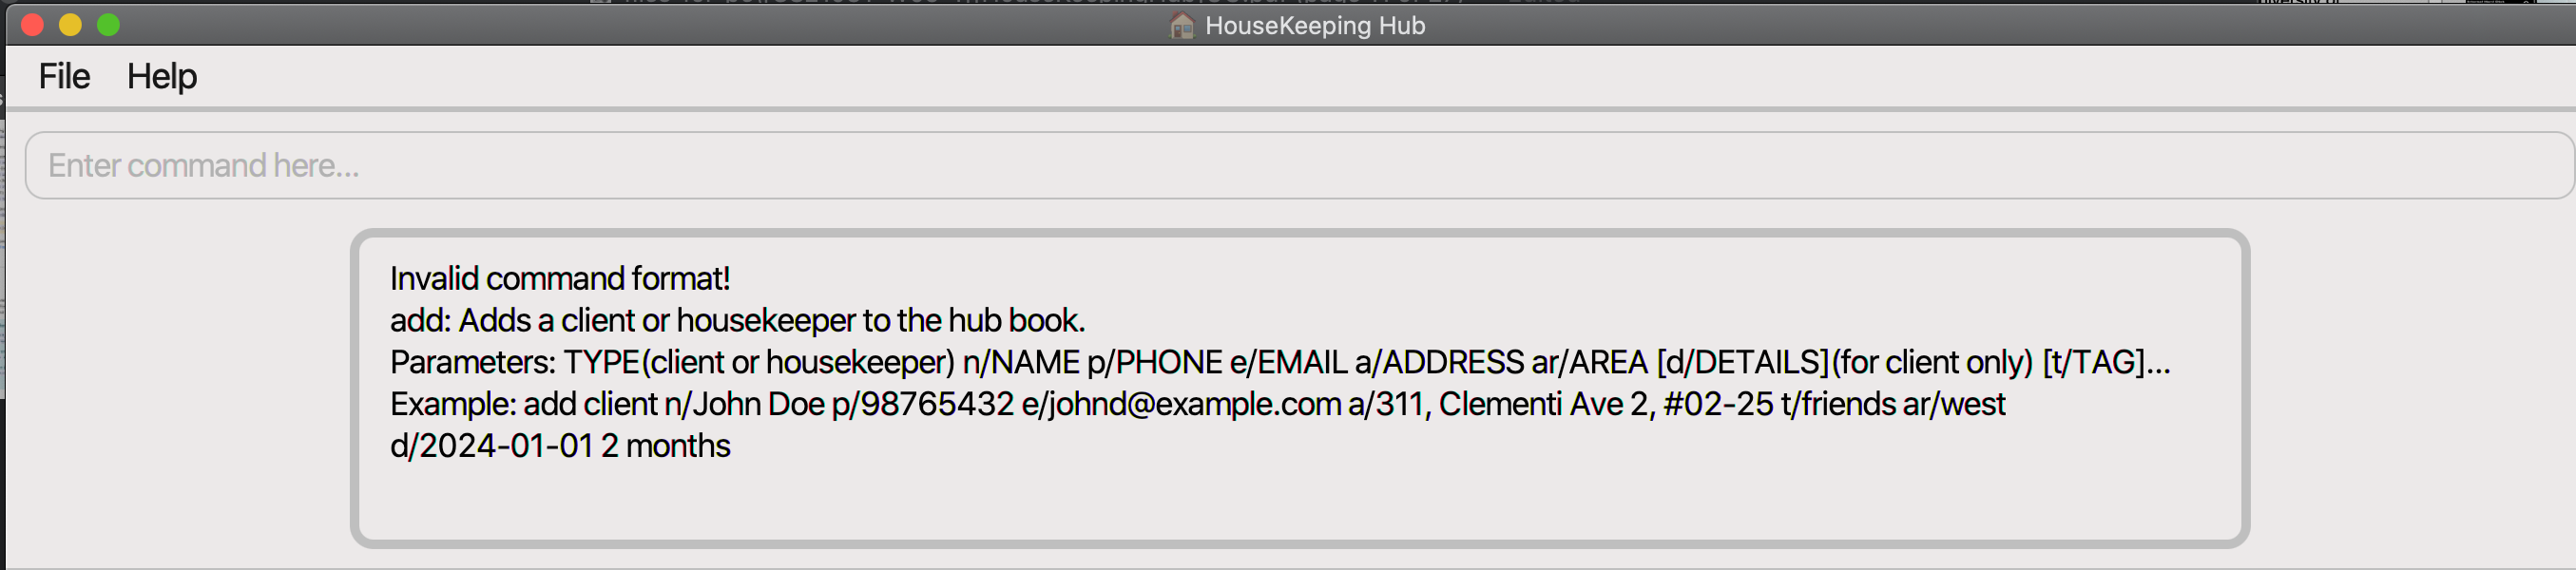 HouseKeeping Hub
File Help
Enter command here...
Invalid command format!
add: Adds a client or housekeeper to the hub book.
Parameters: TYPE(client or housekeeper) n/NAME p/PHONE e/EMAIL a/ADDRESS ar/AREA [d/DETAILS](for client only) [t/TAG]...
Example: add client n/John Doe p/98765432 e/johnd@example.com a/311, Clementi Ave 2, #02-25 t/friends ar/west
d/2024-01-01 2 months